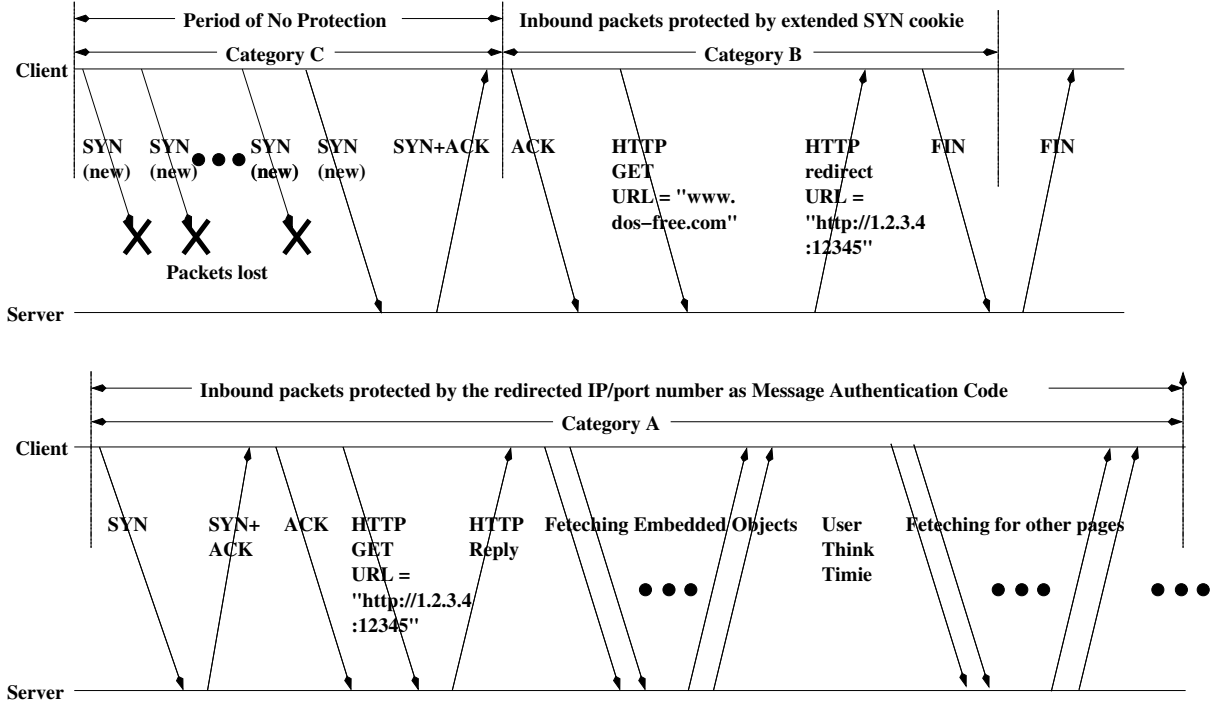 Period of No Protection
Inbound packets protected by extended SYN cookie
Category C
Category B
Client
SYN
(new)
SYN
(new)
SYN
(new)
SYN
(new)
SYN+ACK
ACK
HTTP
GET
URL = "www.
dos−free.com"
HTTP
redirect
URL =
"http://1.2.3.4
:12345"
FIN
FIN
Packets lost
Server
Inbound packets protected by the redirected IP/port number as Message Authentication Code
Category A
Client
SYN
SYN+
ACK
ACK
HTTP
GET
URL =
"http://1.2.3.4
:12345"
HTTP
Reply
Feteching Embedded Objects
User
Think
Timie
Feteching for other pages
Server